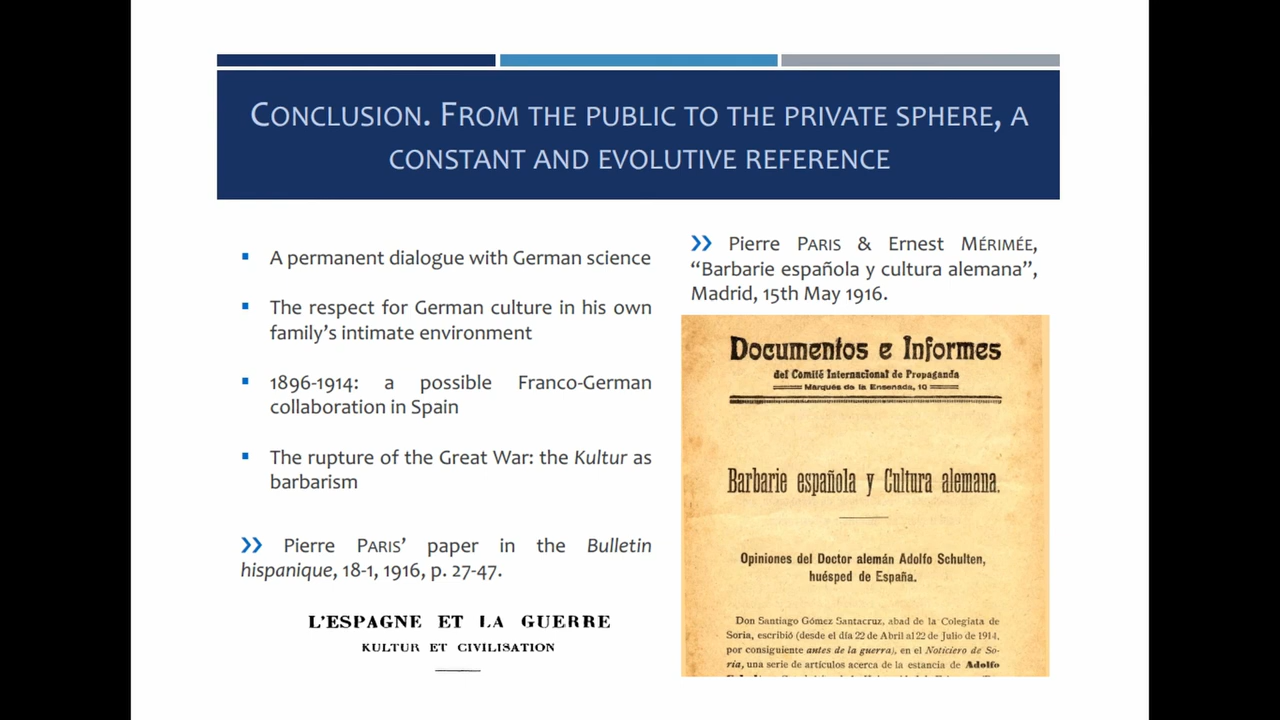 CONCLUSION. FROM THE PUBLIC TO THE PRIVATE SPHERE, A
CONSTANT AND EVOLUTIVE REFERENCE
A permanent dialogue with German science
The respect for German culture in his own
family's intimate environment
1896-1914: a possible Franco-German
collaboration in Spain
The rupture of the Great War: the Kultur as
barbarism
Pierre PARIS' paper in the Bulletin
hispanique, 18-1, 1916, p. 27-47.
L'ESPAGNE ET LA GUERRE
KULTUR ET CIVILISATION
Pierre PARIS & Ernest MÉRIMÉE,
“Barbarie española y cultura alemana”,
Madrid, 15th May 1916.
Documentos e Informes
del Comité Internacional de Propaganda
Marqués de la Ensenada, 10
Barbarie española y Cultura alemana.
Opiniones del Doctor alemán Adolfo Schulten,
huésped de España.
Don Santiago Gómez Santacruz, abad de la Colegiata de
Soria, escribió (desde el día 22 de Abril al 22 de Julio de 1914,
por consiguiente antes de la guerra), en el Noticiero de So-
ria, una serie de artículos acerca de la estancia de Adolfo